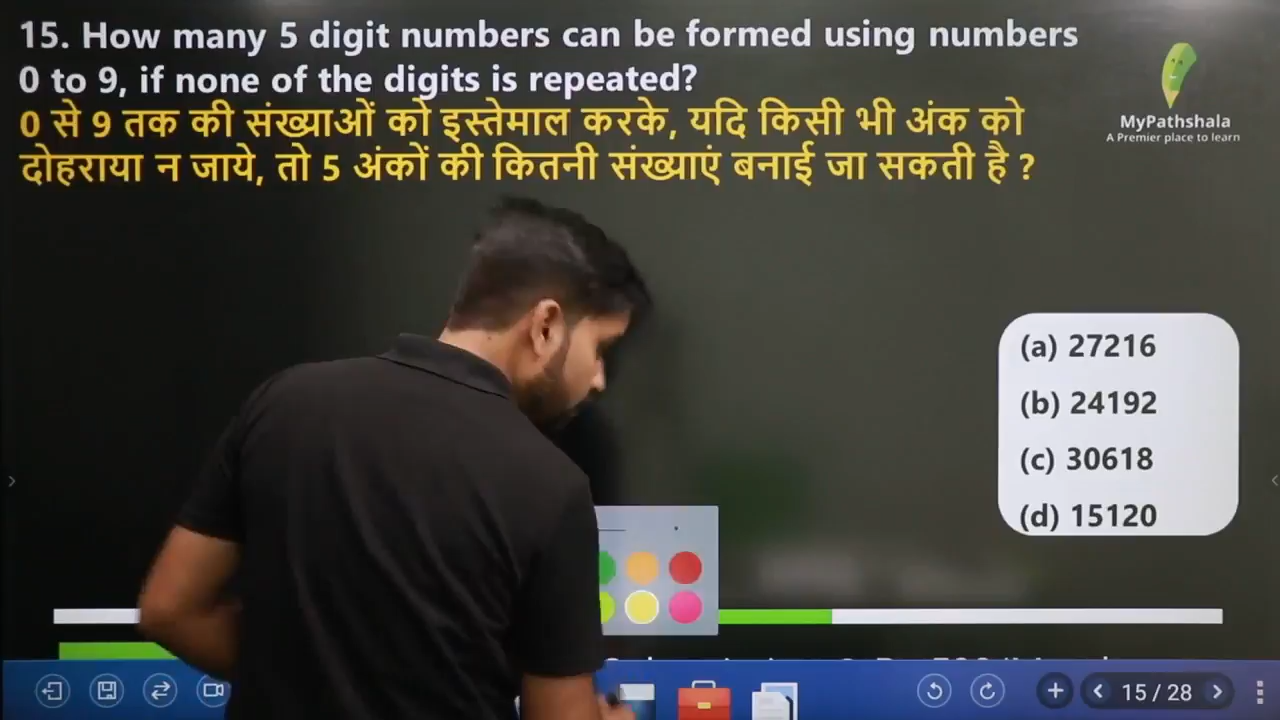 15. How many 5 digit numbers can be formed using numbers
0 to 9, if none of the digits is repeated?
0 से 9 तक की संख्याओं को इस्तेमाल करके, यदि किसी भी अंक को
दोहराया न जाये, तो 5 अंकों की कितनी संख्याएं बनाई जा सकती है ?
MyPathshala
A Premier place to learn
(a) 27216
(b) 24192
(c) 30618
(d) 15120
15 / 28